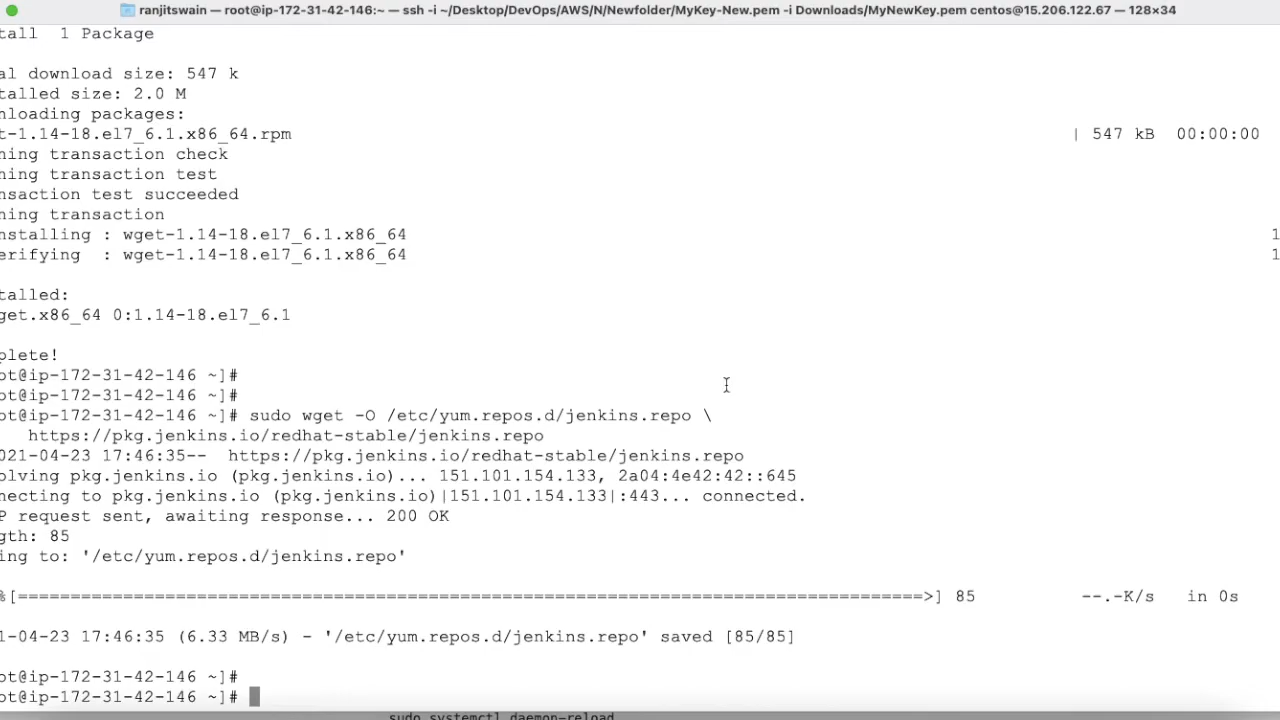 ranjitswain — root@ip-172-31-42-146:~ — ssh -i ~/Desktop/DevOps/AWS/N/Newfolder/MyKey-New.pem -i Downloads/MyNewKey.pem centos@15.206.122.67 — 128×34
tall  1 Package
al download size: 547 k
talled size: 2.0 M
nloading packages:
t-1.14-18.el7_6.1.x86_64.rpm | 547 kB  00:00:00
ning transaction check
ning transaction test
nsaction test succeeded
ning transaction
nstalling : wget-1.14-18.el7_6.1.x86_64 1
erifying  : wget-1.14-18.el7_6.1.x86_64 1
talled:
get.x86_64 0:1.14-18.el7_6.1
plete!
ot@ip-172-31-42-146 ~]#
ot@ip-172-31-42-146 ~]#
ot@ip-172-31-42-146 ~]# sudo wget -O /etc/yum.repos.d/jenkins.repo \
https://pkg.jenkins.io/redhat-stable/jenkins.repo
021-04-23 17:46:35--  https://pkg.jenkins.io/redhat-stable/jenkins.repo
olving pkg.jenkins.io (pkg.jenkins.io)... 151.101.154.133, 2a04:4e42:42::645
necting to pkg.jenkins.io (pkg.jenkins.io)|151.101.154.133|:443... connected.
P request sent, awaiting response... 200 OK
gth: 85
ing to: '/etc/yum.repos.d/jenkins.repo'
%[======================================================================================>] 85 --.-K/s   in 0s
1-04-23 17:46:35 (6.33 MB/s) - '/etc/yum.repos.d/jenkins.repo' saved [85/85]
ot@ip-172-31-42-146 ~]#
ot@ip-172-31-42-146 ~]#
sudo systemctl daemon-reload